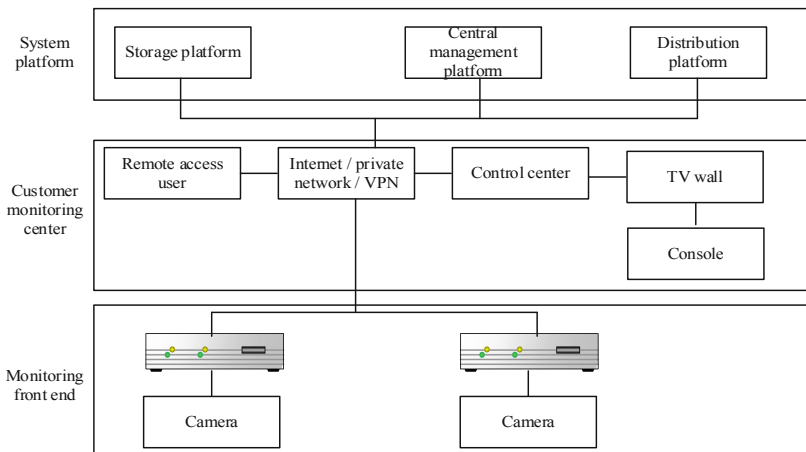 System
platform
Storage platform
Central
management
platform
Distribution
platform
Customer
monitoring
center
Remote access
user
Internet / private
network / VPN
Control center
TV wall
Console
Monitoring
front end
Camera
Camera